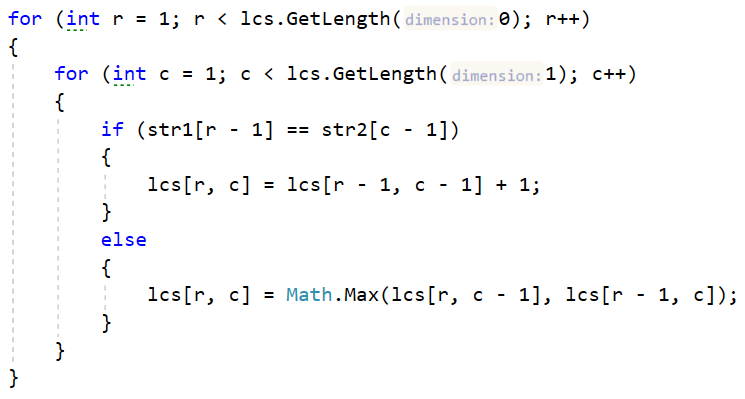 for (int r = 1; r < lcs.GetLength(dimension:0); r++)
{
    for (int c = 1; c < lcs.GetLength(dimension:1); c++)
    {
        if (str1[r - 1] == str2[c - 1])
        {
            lcs[r, c] = lcs[r - 1, c - 1] + 1;
        }
        else
        {
            lcs[r, c] = Math.Max(lcs[r, c - 1], lcs[r - 1, c]);
        }
    }
}